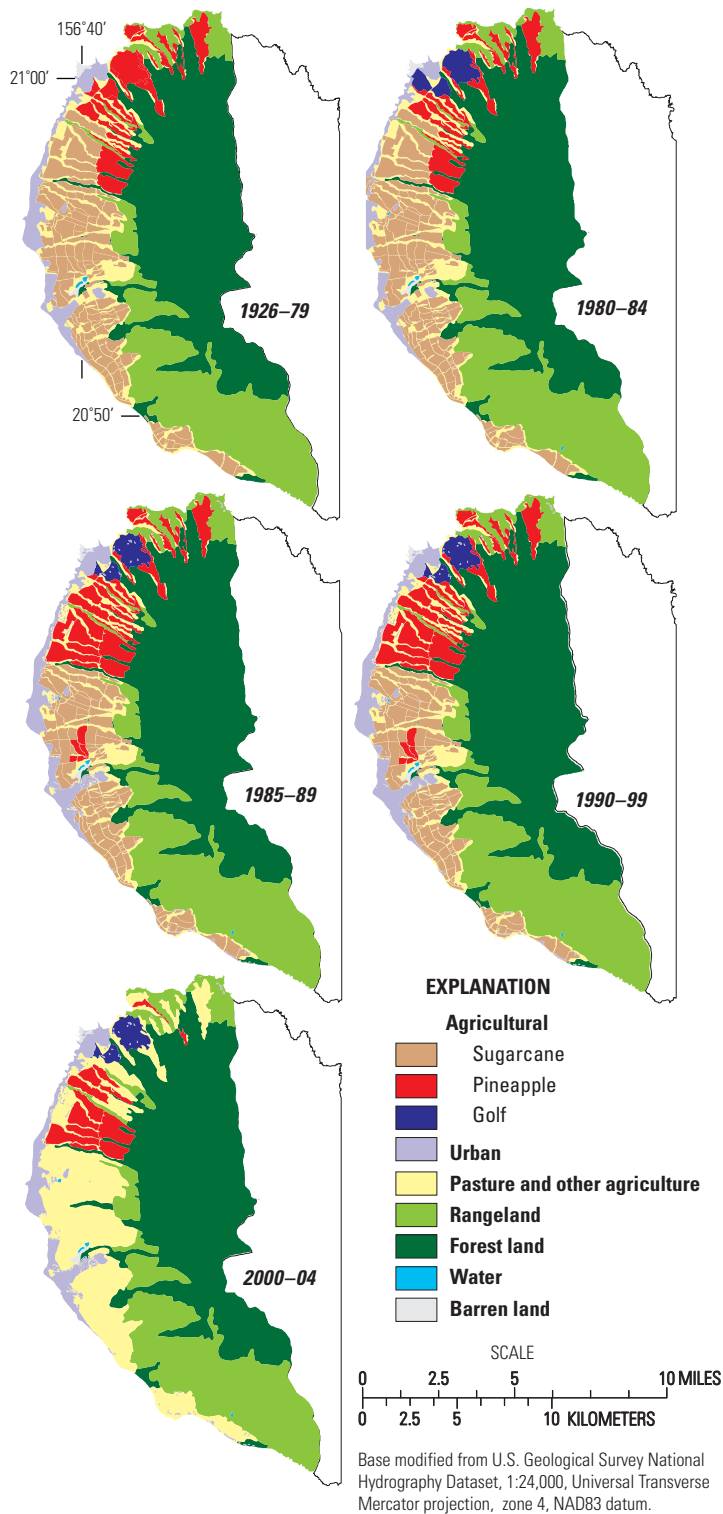 156°40'
21°00'
20°50'
1926–79
1980–84
1985–89
1990–99
2000–04
EXPLANATION
Agricultural
Sugarcane
Pineapple
Golf
Urban
Pasture and other agriculture
Rangeland
Forest land
Water
Barren land
SCALE
0 2.5 5 10 MILES
0 2.5 5 10 KILOMETERS
Base modified from U.S. Geological Survey National
Hydrography Dataset, 1:24,000, Universal Transverse
Mercator projection, zone 4, NAD83 datum.